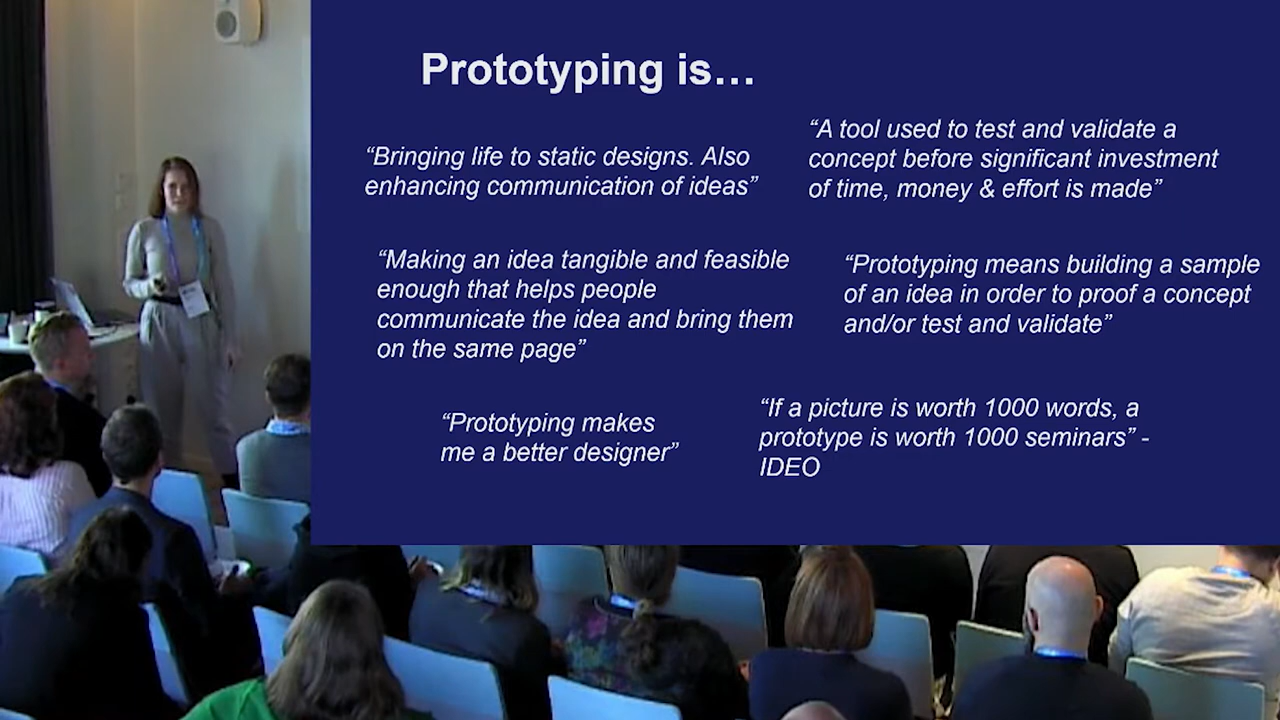 Prototyping is…
“Bringing life to static designs. Also
enhancing communication of ideas”
“A tool used to test and validate a
concept before significant investment
of time, money & effort is made”
“Making an idea tangible and feasible
enough that helps people
communicate the idea and bring them
on the same page”
“Prototyping means building a sample
of an idea in order to proof a concept
and/or test and validate”
“Prototyping makes
me a better designer”
“If a picture is worth 1000 words, a
prototype is worth 1000 seminars” -
IDEO